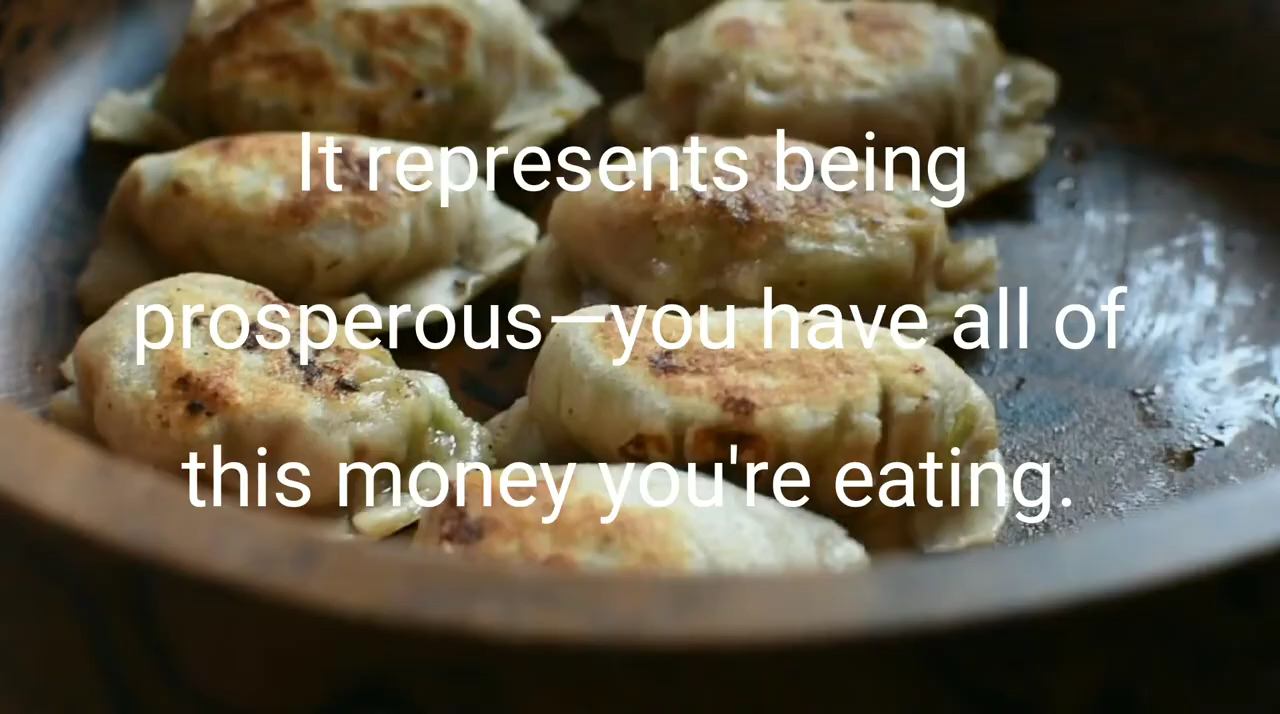 It represents being
prosperous—you have all of
this money you're eating.